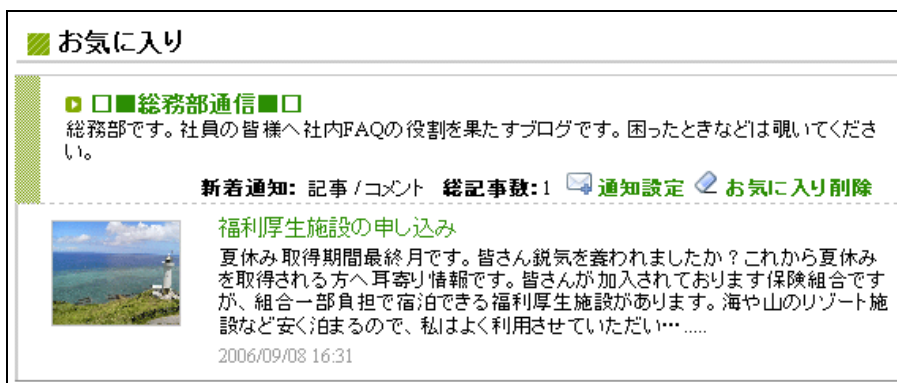 お気に入り
□■総務部通信■□
総務部です。社員の皆様へ社内FAQの役割を果たすブログです。困ったときなどは覗いてくださ
い。
新着通知: 記事 / コメント 総記事数:1 通知設定 お気に入り削除
福利厚生施設の申し込み
夏休み取得期間最終月です。皆さん鋭気を養われましたか？これから夏休み
を取得される方へ耳寄り情報です。皆さんが加入されております保険組合です
が、組合一部負担で宿泊できる福利厚生施設があります。海や山のリゾート施
設など安く泊まるので、私はよく利用させていただい… .....
2006/09/08 16:31